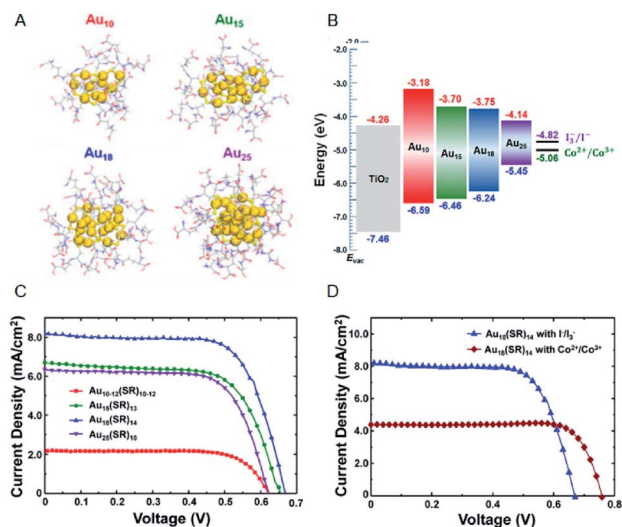 A
Au10
Au15
Au18
Au25
B
-2.0
-2.0
-3.0
-4.0
-5.0
-6.0
-7.0
-8.0
Energy (eV)
Evac
-4.26
TiO2
-7.46
-3.18
Au10
-6.59
-3.70
Au15
-6.46
-3.75
Au18
-6.24
-4.14
Au25
-5.45
-4.82 I3-/I-
-5.06 Co2+/Co3+
C
Current Density (mA/cm2)
8.0
6.0
4.0
2.0
0
Au10-12(SR)10-12
Au15(SR)13
Au18(SR)14
Au25(SR)18
0 0.1 0.2 0.3 0.4 0.5 0.6 0.7
Voltage (V)
D
Current Density (mA/cm2)
10.0
8.0
6.0
4.0
2.0
0
Au18(SR)14 with I-/I3-
Au18(SR)14 with Co2+/Co3+
0 0.2 0.4 0.6 0.8
Voltage (V)